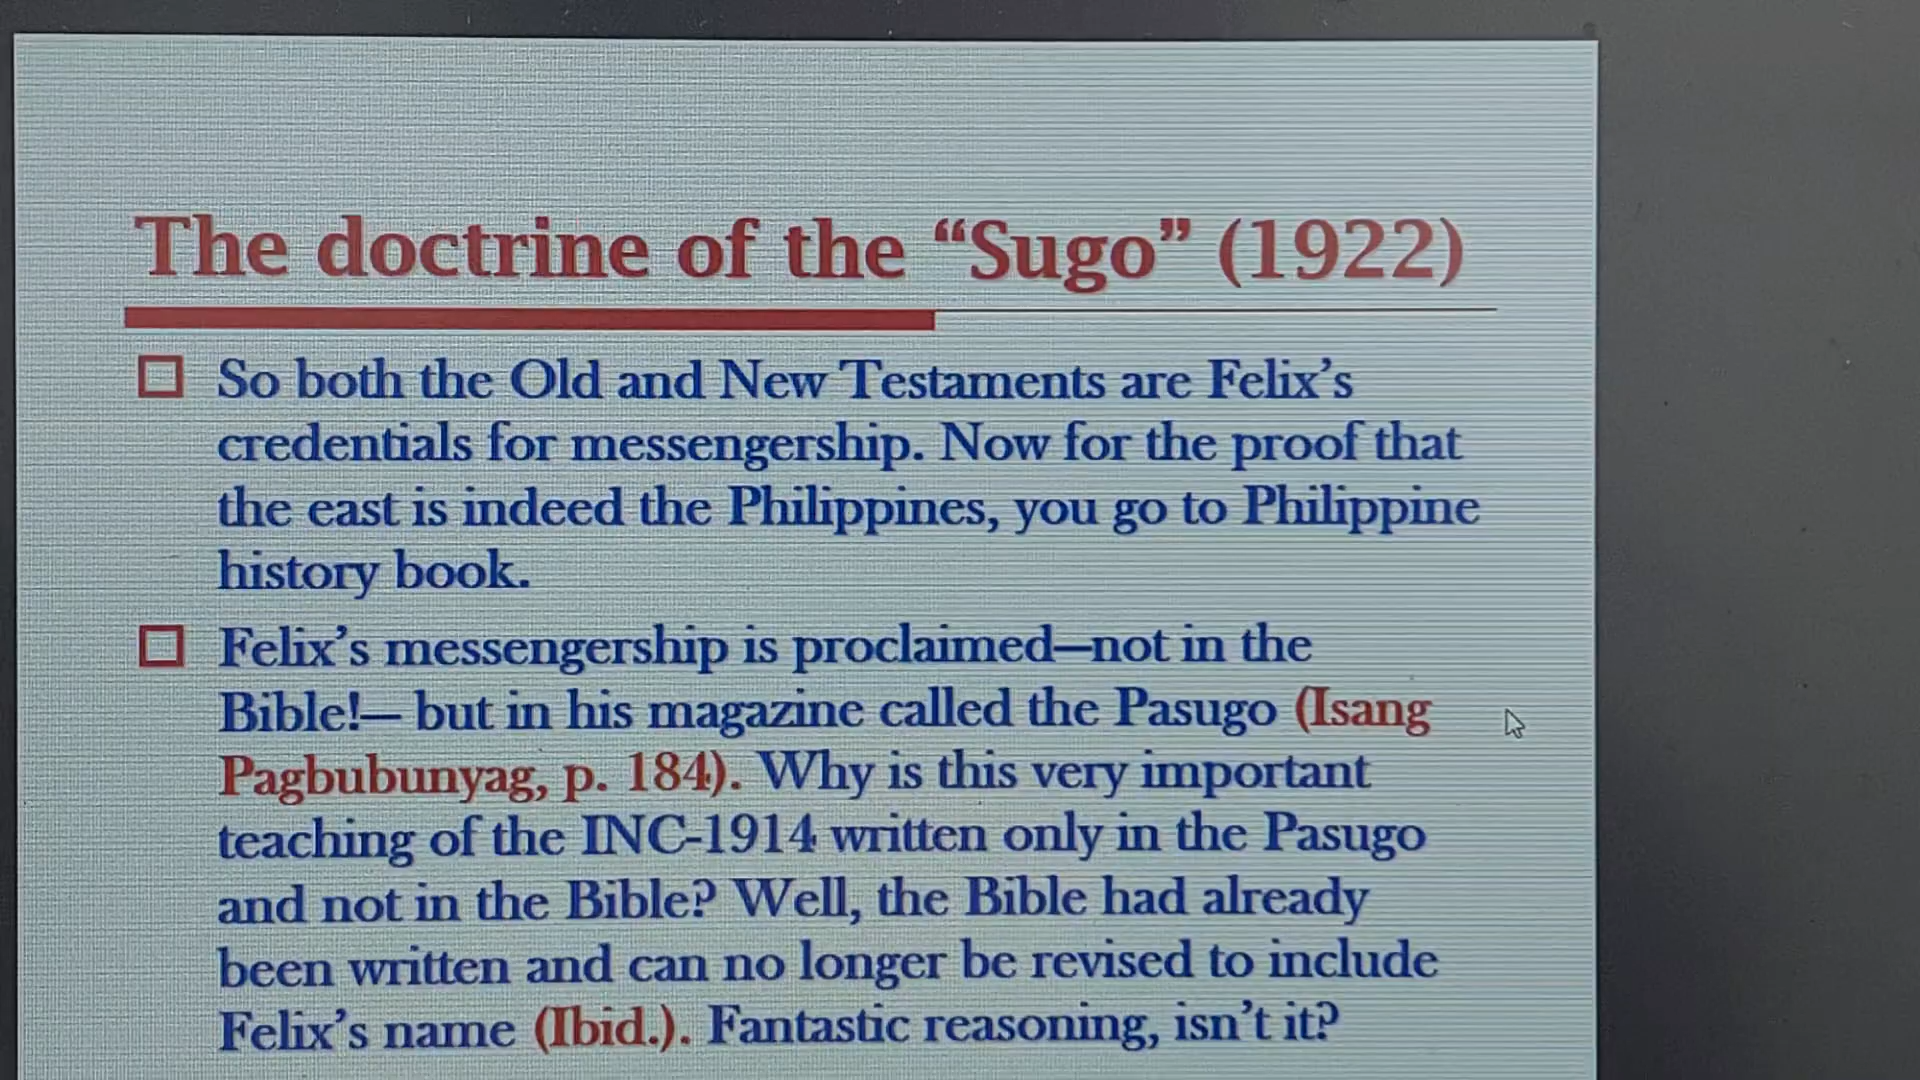 The doctrine of the “Sugo” (1922)
So both the Old and New Testaments are Felix’s
credentials for messengership. Now for the proof that
the east is indeed the Philippines, you go to Philippine
history book.
Felix’s messengership is proclaimed—not in the
Bible!— but in his magazine called the Pasugo (Isang
Pagbubunyag, p. 184). Why is this very important
teaching of the INC-1914 written only in the Pasugo
and not in the Bible? Well, the Bible had already
been written and can no longer be revised to include
Felix’s name (Ibid.). Fantastic reasoning, isn’t it?